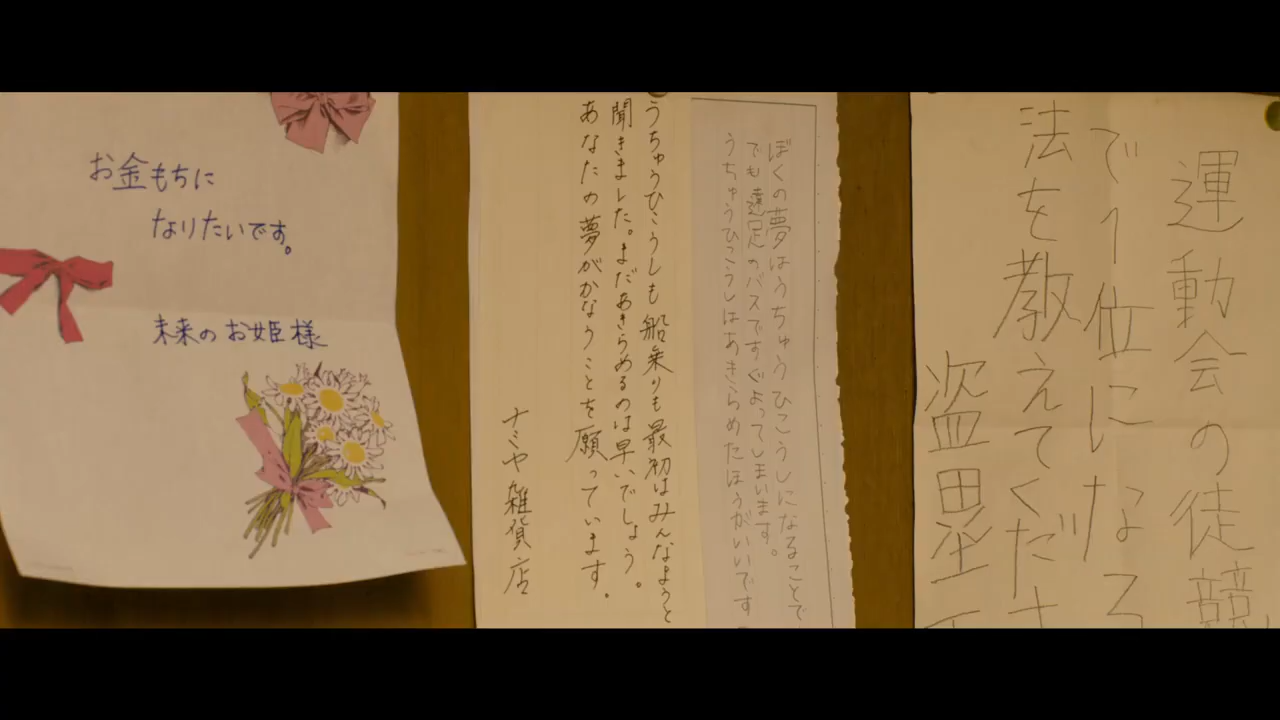 運動会の徒競
で1位になる
法を教えてくださ
盗塁
ぼくの夢はうちゅうひこうしになることで
でも遠足のバスですぐよってしまいます。
うちゅうひこうしはあきらめたほうがいいです
うちゅうひこうしも船乗りも最初はみんなようと
聞きました。まだあきらめるのは早いでしょう。
あなたの夢がかなうことを願っています。
ナミヤ雑貨店
お金もちに
なりたいです。
未来のお姫様